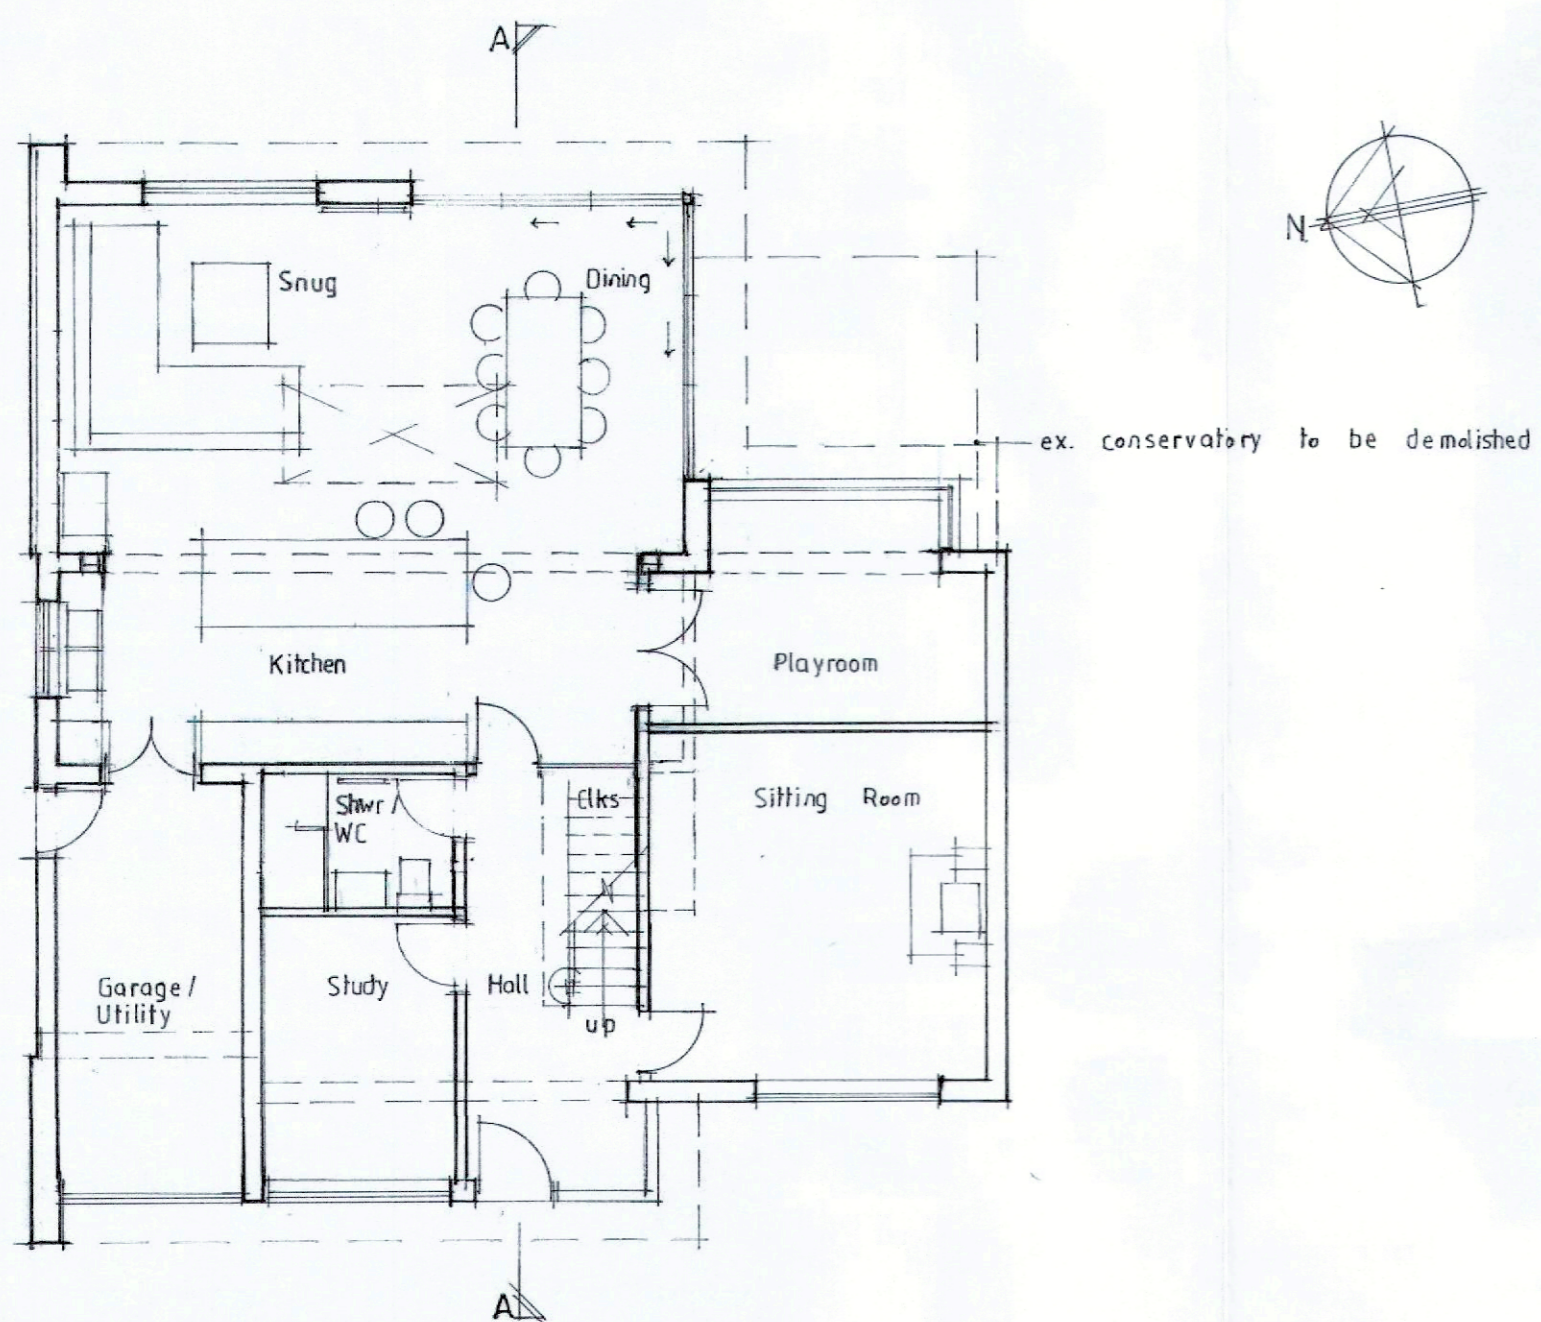 A
N
Snug
Dining
ex. conservatory to be demolished
Kitchen
Playroom
Shwr /
WC
Clks
Sitting Room
Garage /
Utility
Study
Hall
up
A